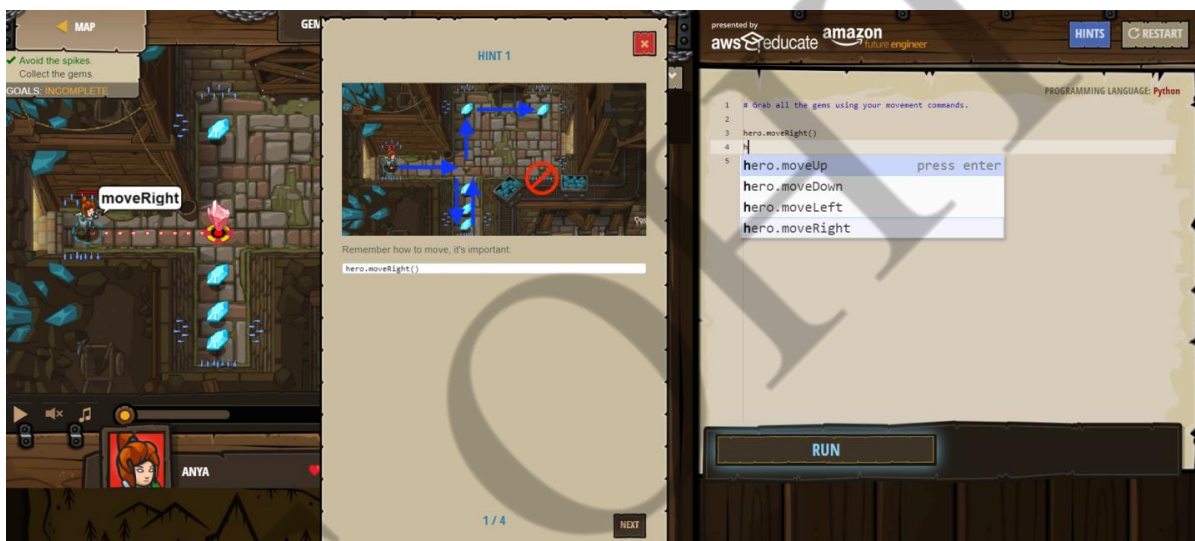 MAP
GEM
Avoid the spikes.
Collect the gems.
GOALS: INCOMPLETE
moveRight
ANYA
HINT 1
×
Remember how to move, it's important:
hero.moveRight()
1 / 4
NEXT
presented by
aws educate amazon
future engineer
HINTS
RESTART
PROGRAMMING LANGUAGE: Python
1 # Grab all the gems using your movement commands.
2
3 hero.moveRight()
4 h
5
hero.moveUp press enter
hero.moveDown
hero.moveLeft
hero.moveRight
RUN